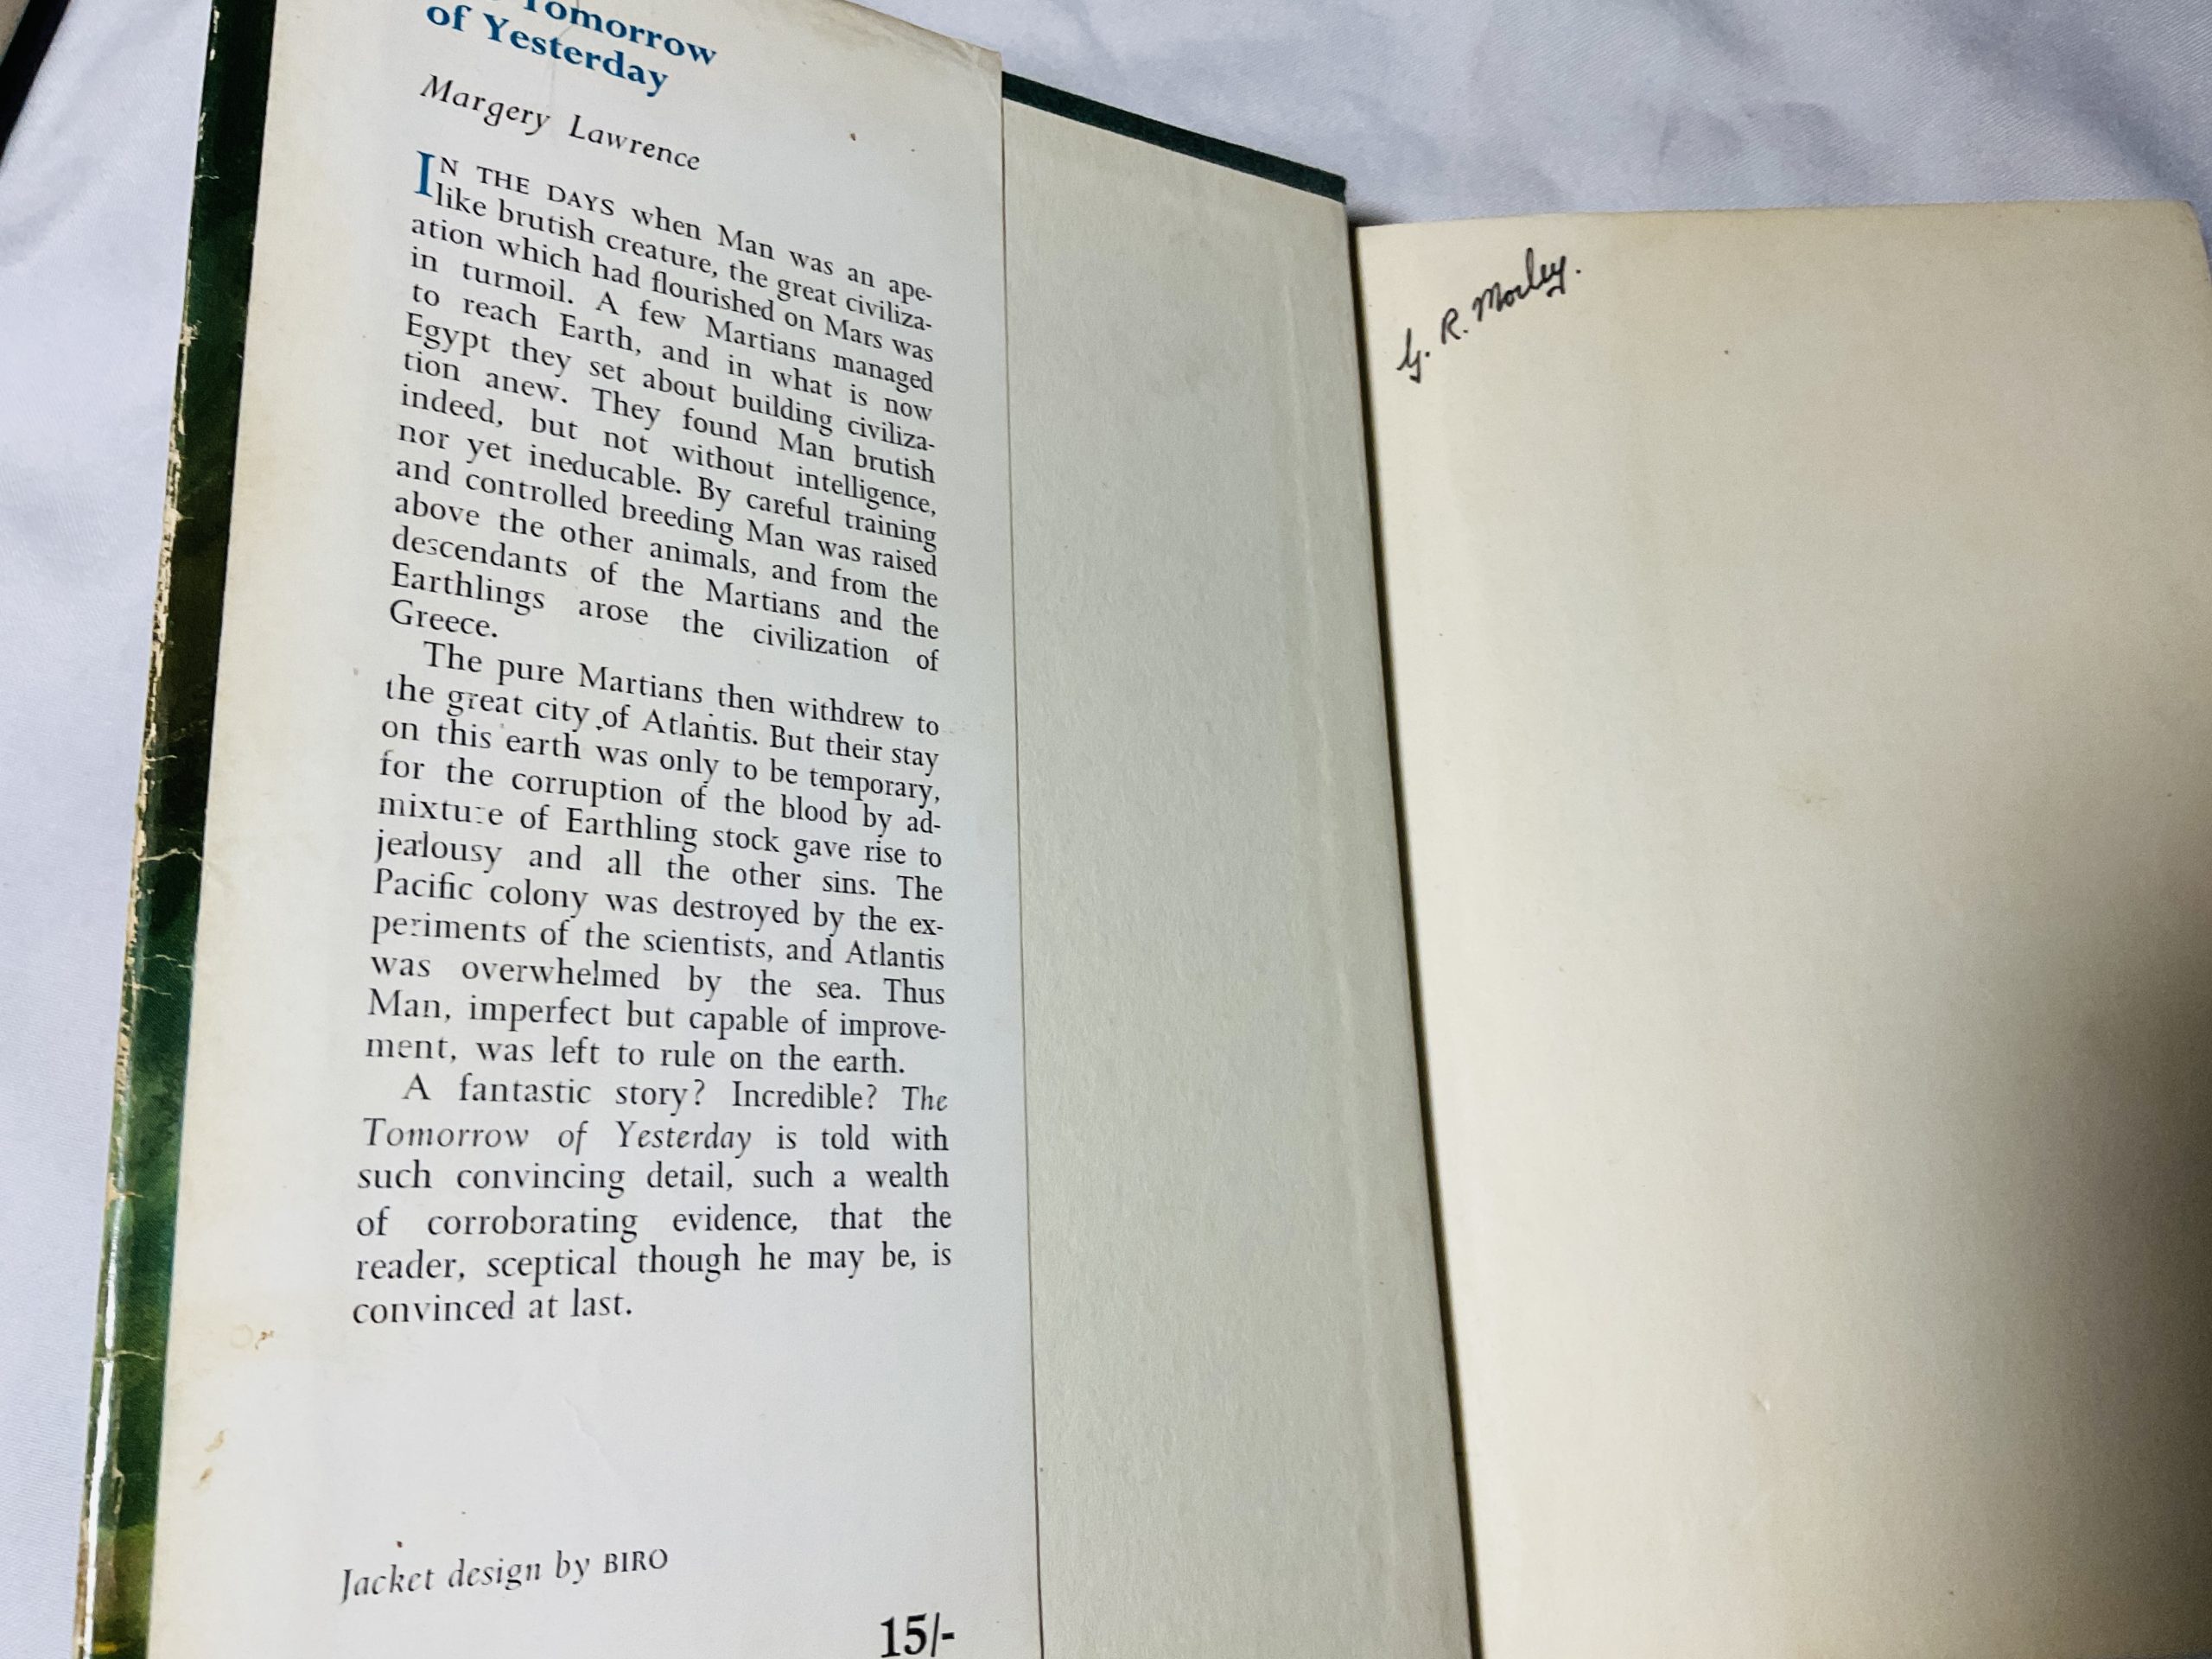 Tomorrow
of Yesterday
Margery Lawrence
IN THE DAYS when Man was an ape-
like brutish creature, the great civiliz-
ation which had flourished on Mars was
in turmoil. A few Martians managed
to reach Earth, and in what is now
Egypt they set about building civiliza-
tion anew. They found Man brutish
indeed, but not without intelligence,
nor yet ineducable. By careful training
and controlled breeding Man was raised
above the other animals, and from the
descendants of the Martians and the
Earthlings arose the civilization of
Greece.
The pure Martians then withdrew to
the great city of Atlantis. But their stay
on this earth was only to be temporary,
for the corruption of the blood by ad-
mixture of Earthling stock gave rise to
jealousy and all the other sins. The
Pacific colony was destroyed by the ex-
periments of the scientists, and Atlantis
was overwhelmed by the sea. Thus
Man, imperfect but capable of improve-
ment, was left to rule on the earth.
A fantastic story? Incredible? The
Tomorrow of Yesterday is told with
such convincing detail, such a wealth
of corroborating evidence, that the
reader, sceptical though he may be, is
convinced at last.
Jacket design by BIRO
15/-
G. R. Morley.